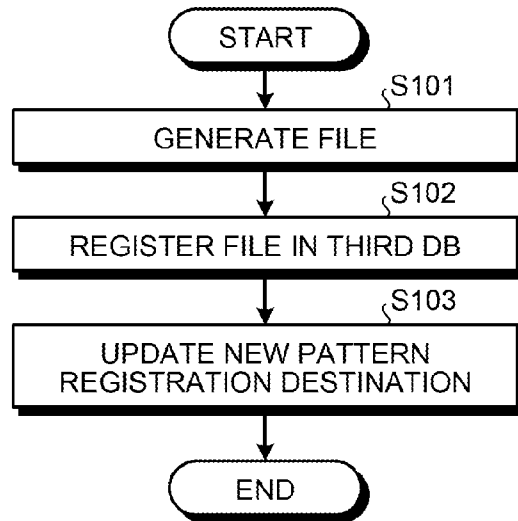 START
S101
GENERATE FILE
S102
REGISTER FILE IN THIRD DB
S103
UPDATE NEW PATTERN
REGISTRATION DESTINATION
END